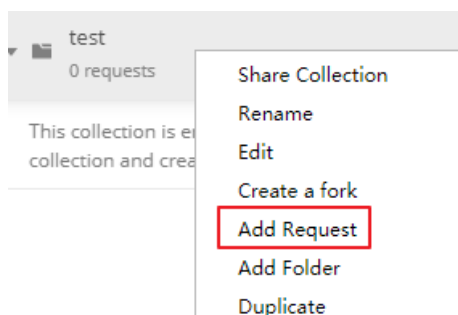 test
0 requests
This collection is
collection and
Share Collection
Rename
Edit
Create a fork
Add Request
Add Folder
Duplicate